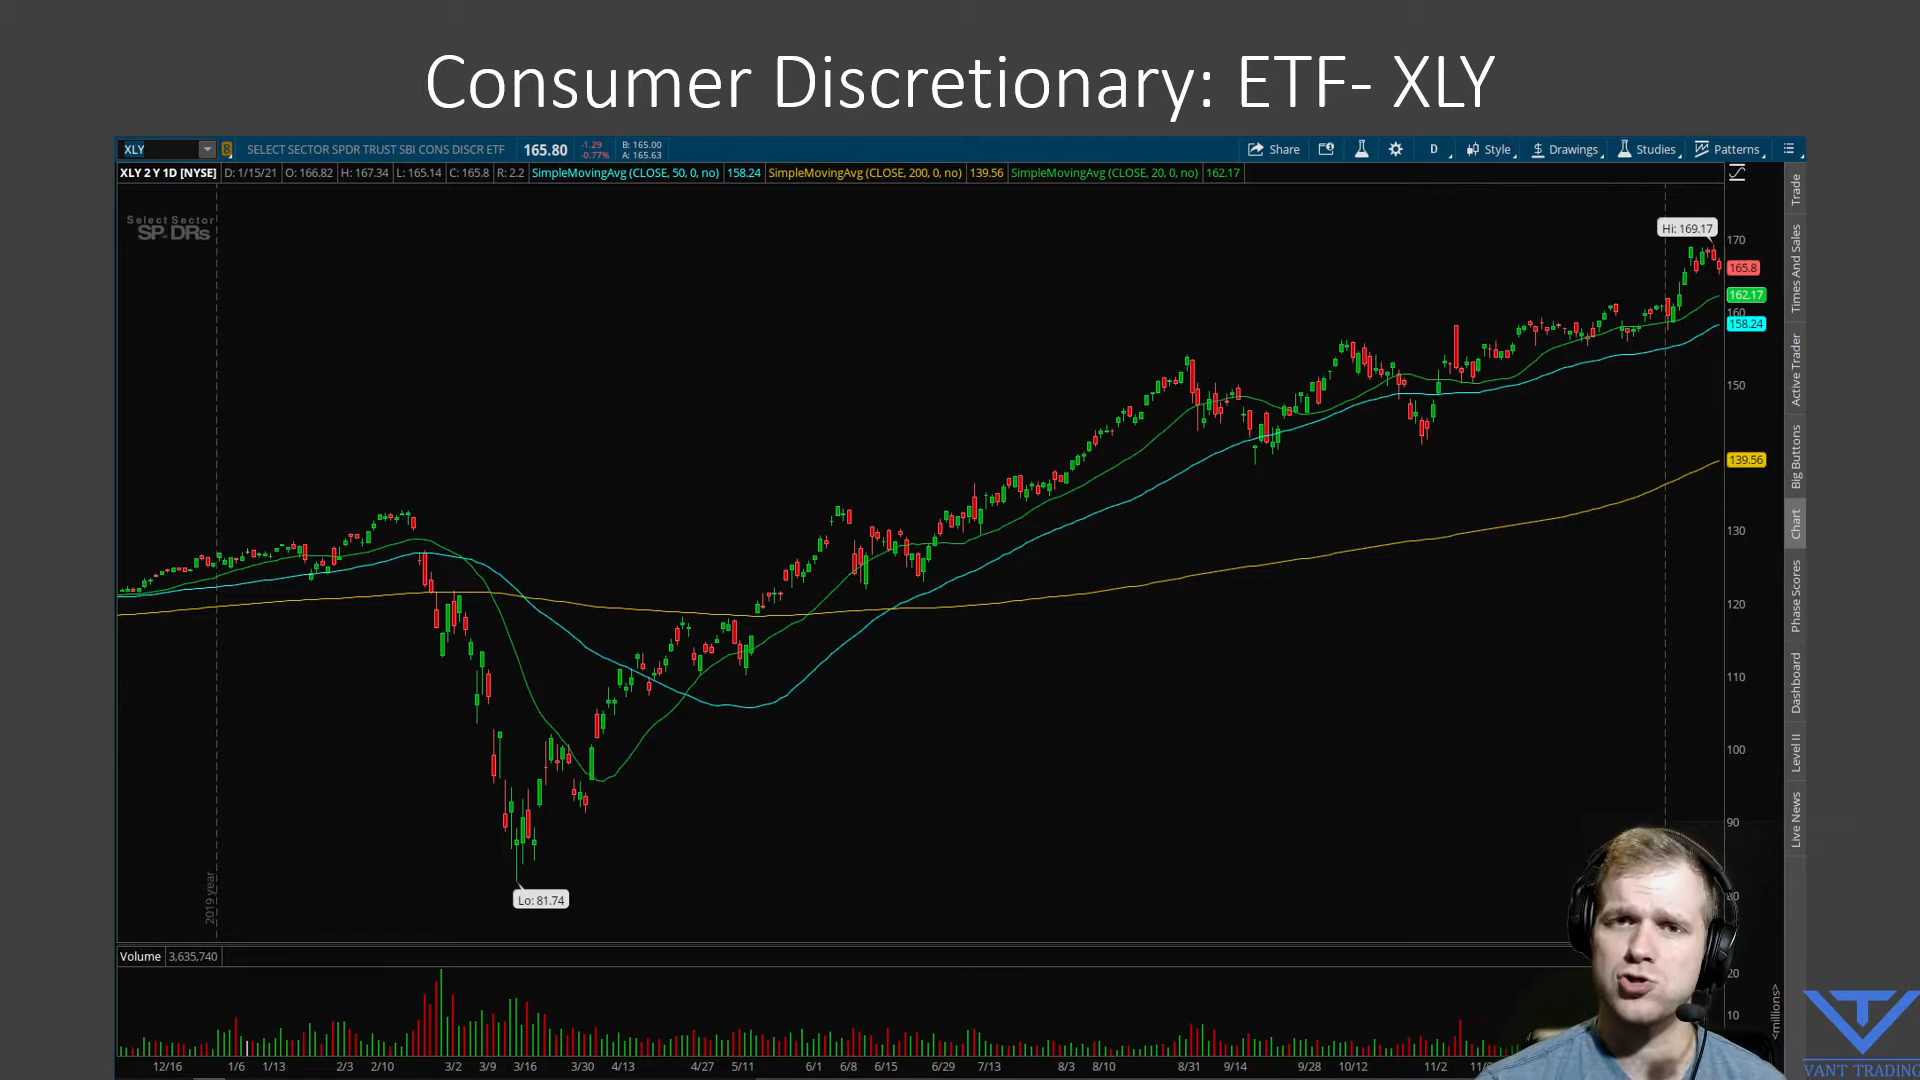 Consumer Discretionary: ETF- XLY
XLY 8 SELECT SECTOR SPDR TRUST SBI CONS DISCR ETF 165.80 -1.29 -0.77% B: 165.00 A: 165.63 Share D Style Drawings Studies Patterns
XLY 2 Y 1D [NYSE] D: 1/15/21 O: 166.82 H: 167.34 L: 165.14 C: 165.8 R: 2.2 SimpleMovingAvg (CLOSE, 50, 0, no) 158.24 SimpleMovingAvg (CLOSE, 200, 0, no) 139.56 SimpleMovingAvg (CLOSE, 20, 0, no) 162.17
Select Sector
SPDRs
Hi: 169.17
170
165.8
162.17
160
158.24
150
139.56
130
120
110
100
90
Lo: 81.74
2019 year
Trade
Times And Sales
Active Trader
Big Buttons
Chart
Phase Scores
Dashboard
Level II
Live News
Volume 3,635,740
20
10
<millions>
12/16 1/6 1/13 2/3 2/10 3/2 3/9 3/16 3/30 4/13 4/27 5/11 6/1 6/8 6/15 6/29 7/13 8/3 8/10 8/31 9/14 9/28 10/12 11/2
VANT TRADING